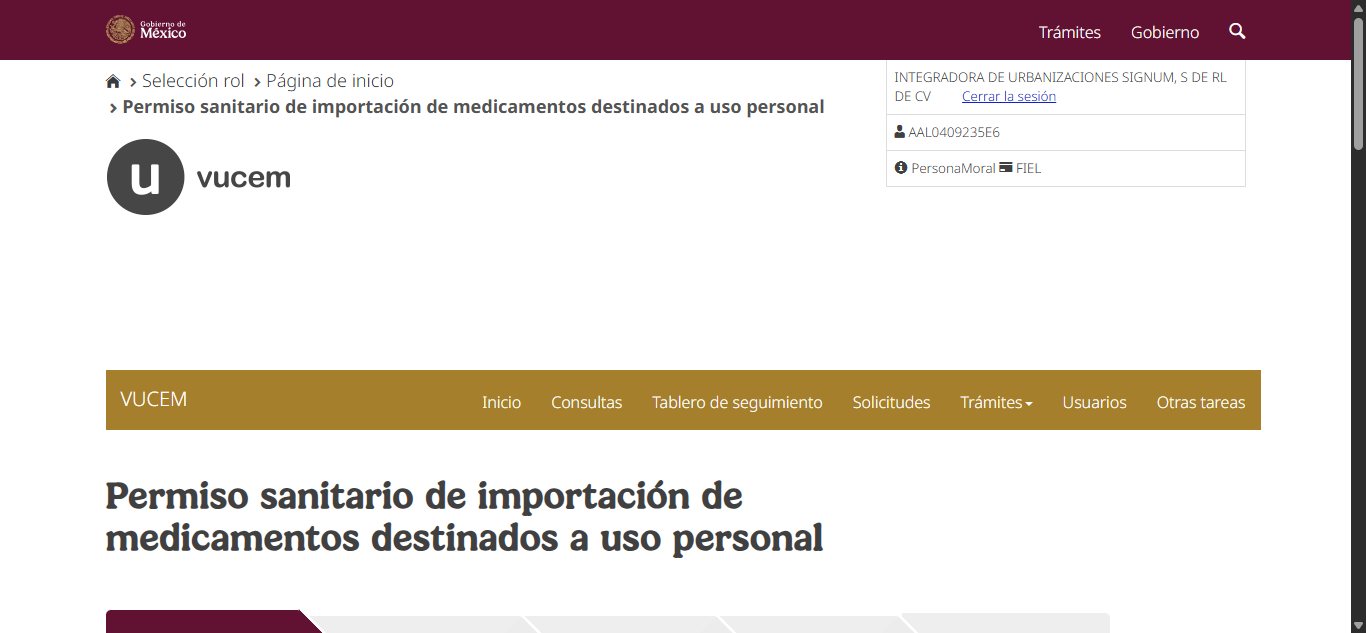 Gobierno de
México
Trámites
Gobierno
Selección rol
Página de inicio
Permiso sanitario de importación de medicamentos destinados a uso personal
INTEGRADORA DE URBANIZACIONES SIGNUM, S DE RL
DE CV Cerrar la sesión
AAL0409235E6
PersonaMoral FIEL
u vucem
VUCEM
Inicio
Consultas
Tablero de seguimiento
Solicitudes
Trámites
Usuarios
Otras tareas
Permiso sanitario de importación de
medicamentos destinados a uso personal